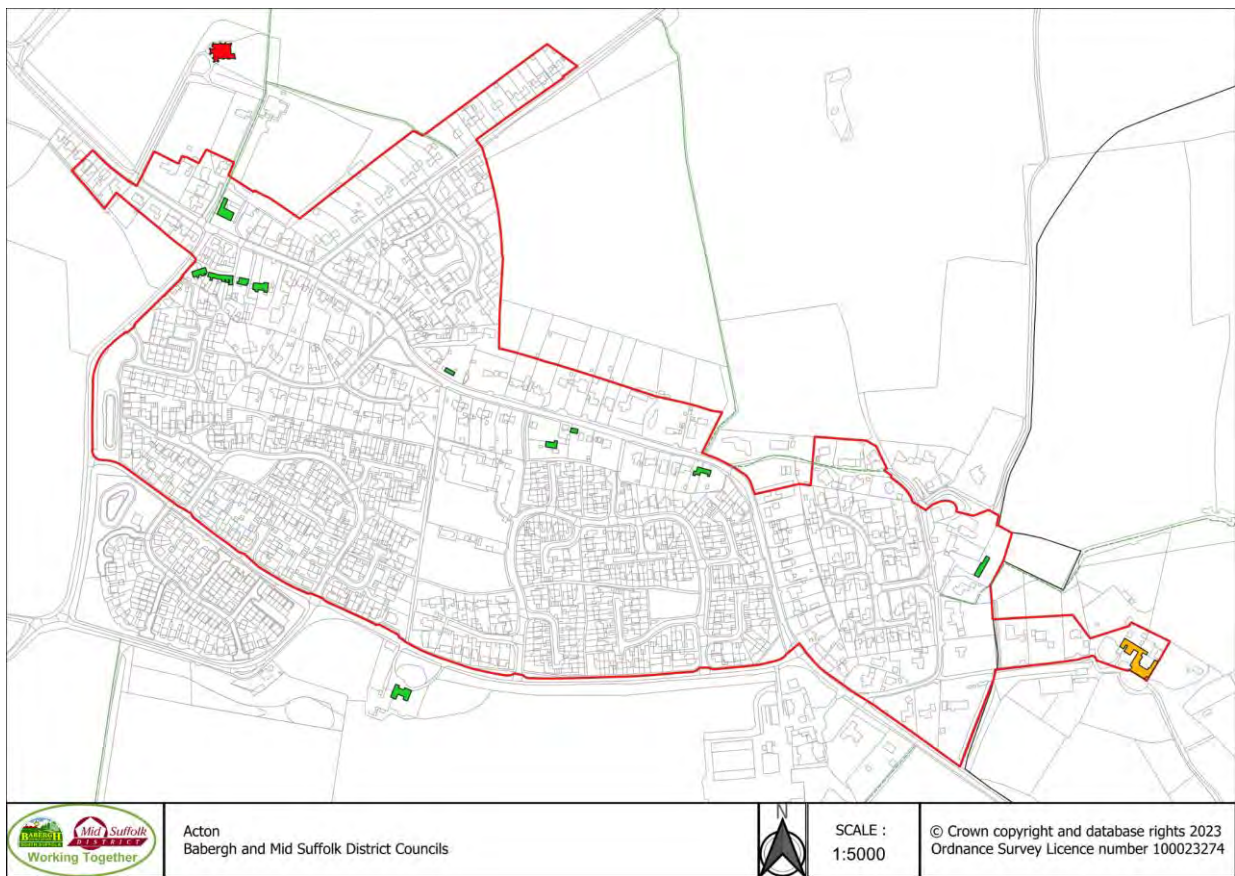 BABERGH
Mid Suffolk
DISTRICT
Working Together
Acton
Babergh and Mid Suffolk District Councils
N
SCALE :
1:5000
© Crown copyright and database rights 2023
Ordnance Survey Licence number 100023274